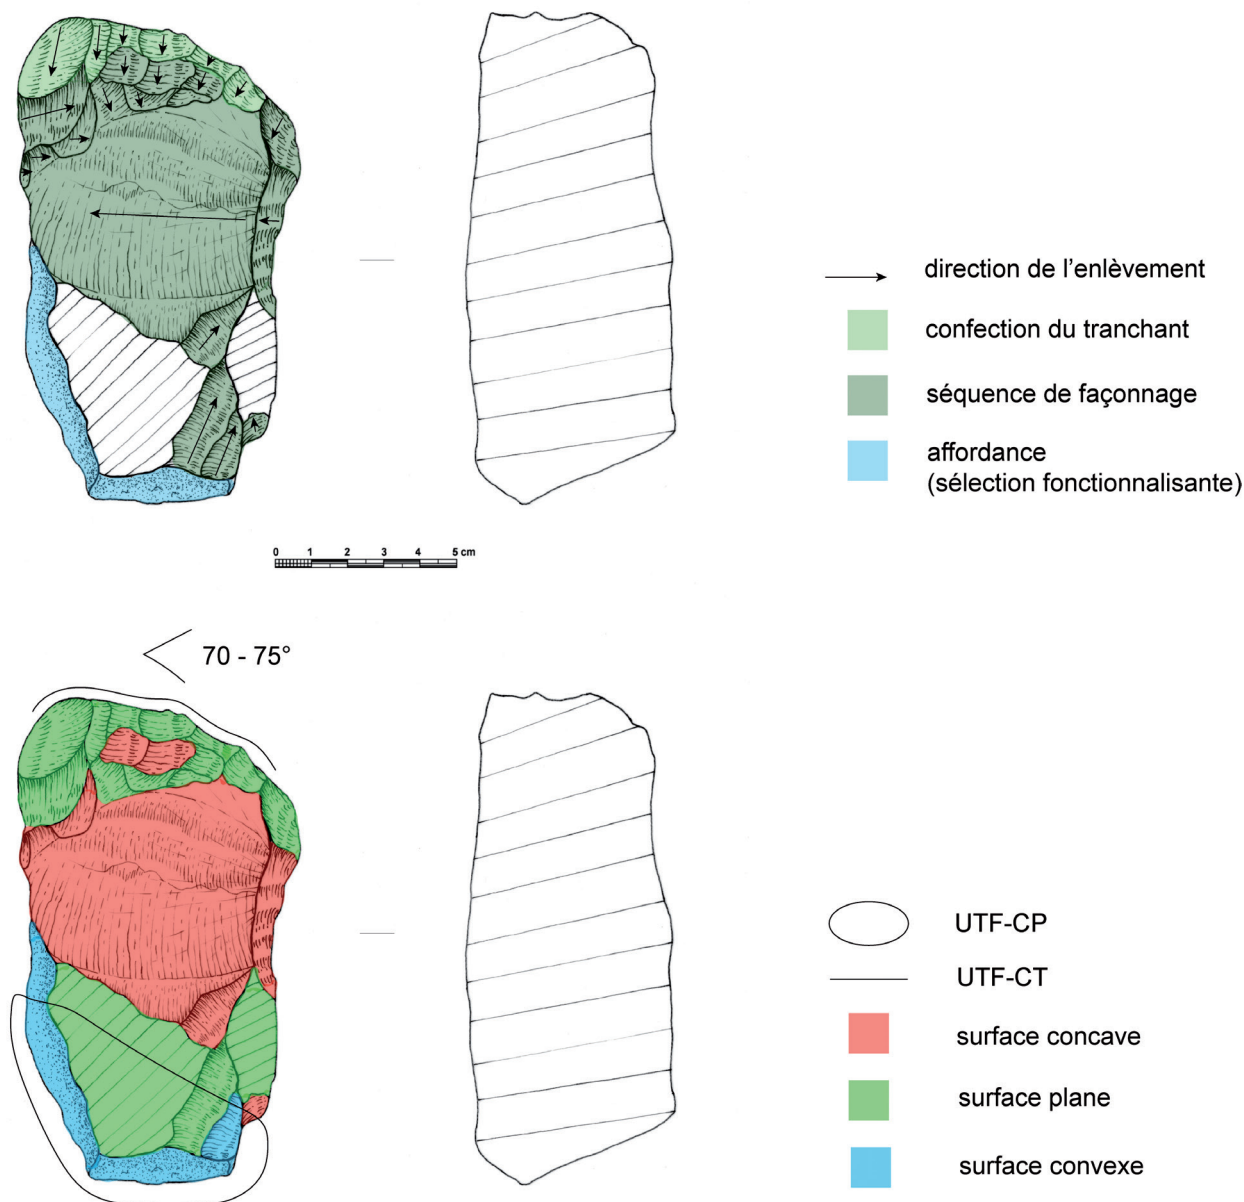 direction de l’enlèvement
confection du tranchant
séquence de façonnage
affordance
(sélection fonctionnalisante)
0 1 2 3 4 5 cm
70 - 75°
UTF-CP
UTF-CT
surface concave
surface plane
surface convexe